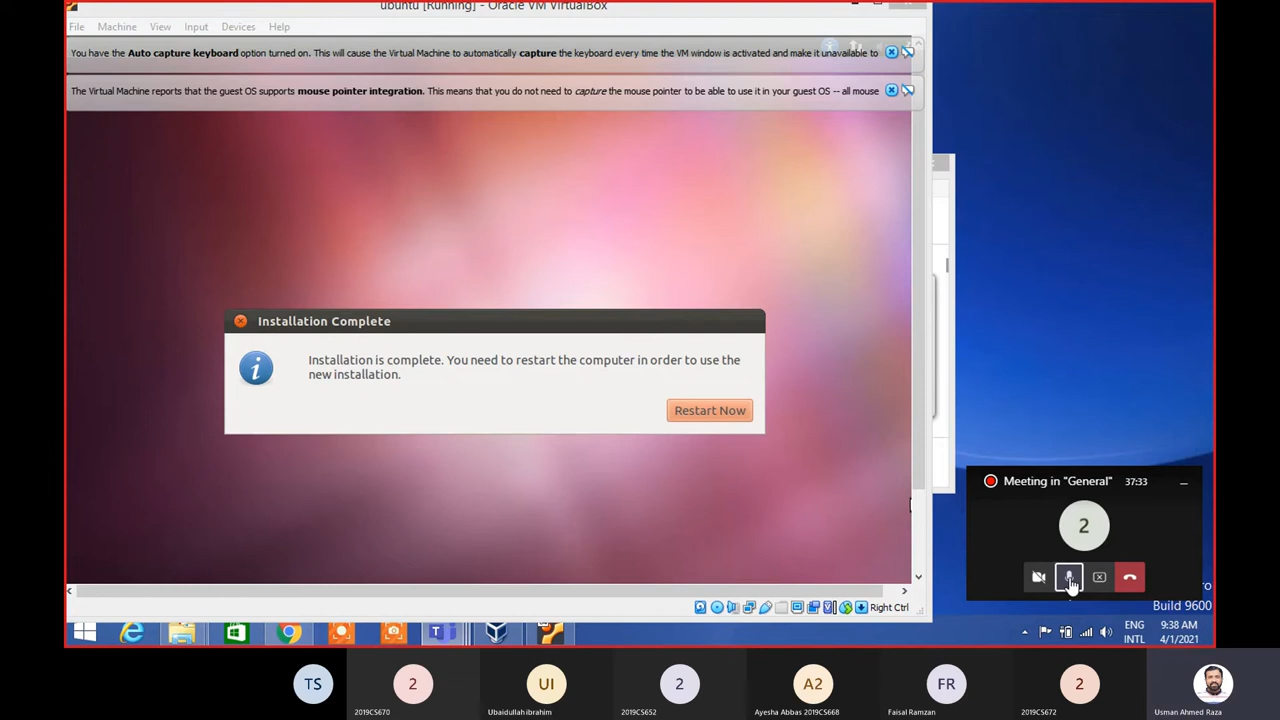 ubuntu [Running] - Oracle VM VirtualBox
File Machine View Input Devices Help
You have the Auto capture keyboard option turned on. This will cause the Virtual Machine to automatically capture the keyboard every time the VM window is activated and make it unavailable to
The Virtual Machine reports that the guest OS supports mouse pointer integration. This means that you do not need to capture the mouse pointer to be able to use it in your guest OS -- all mouse
Installation Complete
Installation is complete. You need to restart the computer in order to use the
new installation.
Restart Now
Meeting in "General" 37:33
2
Right Ctrl
ro
Build 9600
ENG
INTL
9:38 AM
4/1/2021
TS
2
2019CS670
UI
Ubaidullah ibrahim
2
2019CS652
A2
Ayesha Abbas 2019CS668
FR
Faisal Ramzan
2
2019CS672
Usman Ahmed Raza